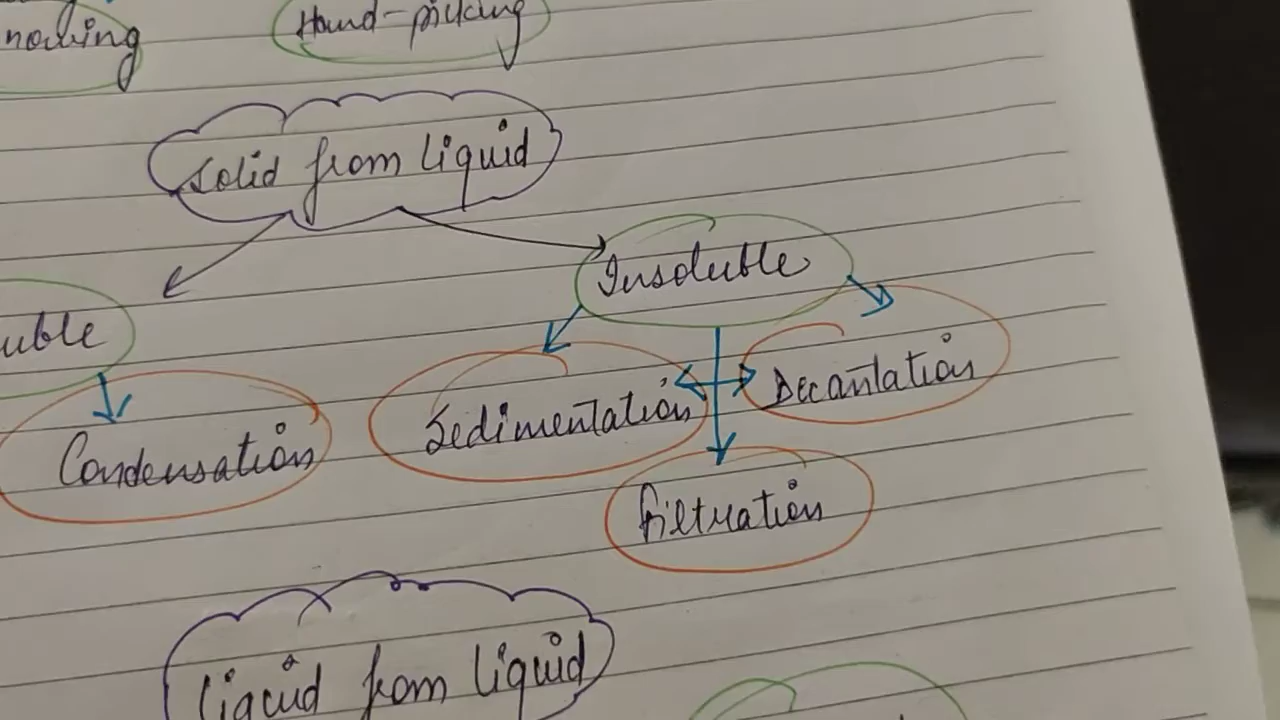 Hand-picking
Solid from liquid
Insoluble
Condensation
Sedimentation
Decantation
Filtration
liquid from liquid